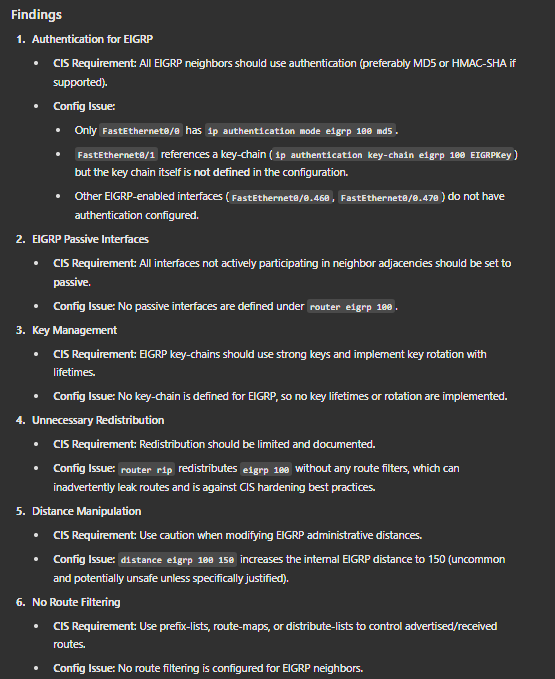 Findings
1. Authentication for EIGRP
• CIS Requirement: All EIGRP neighbors should use authentication (preferably MD5 or HMAC-SHA if
supported).
• Config Issue:
• Only FastEthernet0/0 has ip authentication mode eigrp 100 md5.
• FastEthernet0/1 references a key-chain (ip authentication key-chain eigrp 100 EIGRPKey)
but the key chain itself is not defined in the configuration.
• Other EIGRP-enabled interfaces (FastEthernet0/0.460, FastEthernet0/0.470) do not have
authentication configured.
2. EIGRP Passive Interfaces
• CIS Requirement: All interfaces not actively participating in neighbor adjacencies should be set to
passive.
• Config Issue: No passive interfaces are defined under router eigrp 100.
3. Key Management
• CIS Requirement: EIGRP key-chains should use strong keys and implement key rotation with
lifetimes.
• Config Issue: No key-chain is defined for EIGRP, so no key lifetimes or rotation are implemented.
4. Unnecessary Redistribution
• CIS Requirement: Redistribution should be limited and documented.
• Config Issue: router rip redistributes eigrp 100 without any route filters, which can
inadvertently leak routes and is against CIS hardening best practices.
5. Distance Manipulation
• CIS Requirement: Use caution when modifying EIGRP administrative distances.
• Config Issue: distance eigrp 100 150 increases the internal EIGRP distance to 150 (uncommon
and potentially unsafe unless specifically justified).
6. No Route Filtering
• CIS Requirement: Use prefix-lists, route-maps, or distribute-lists to control advertised/received
routes.
• Config Issue: No route filtering is configured for EIGRP neighbors.